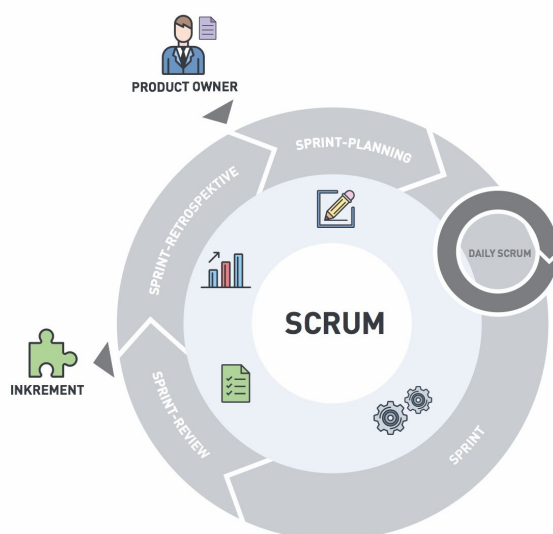 PRODUCT OWNER
SPRINT-PLANNING
SPRINT-RETROSPEKTIVE
DAILY SCRUM
SCRUM
INKREMENT
SPRINT-REVIEW
SPRINT